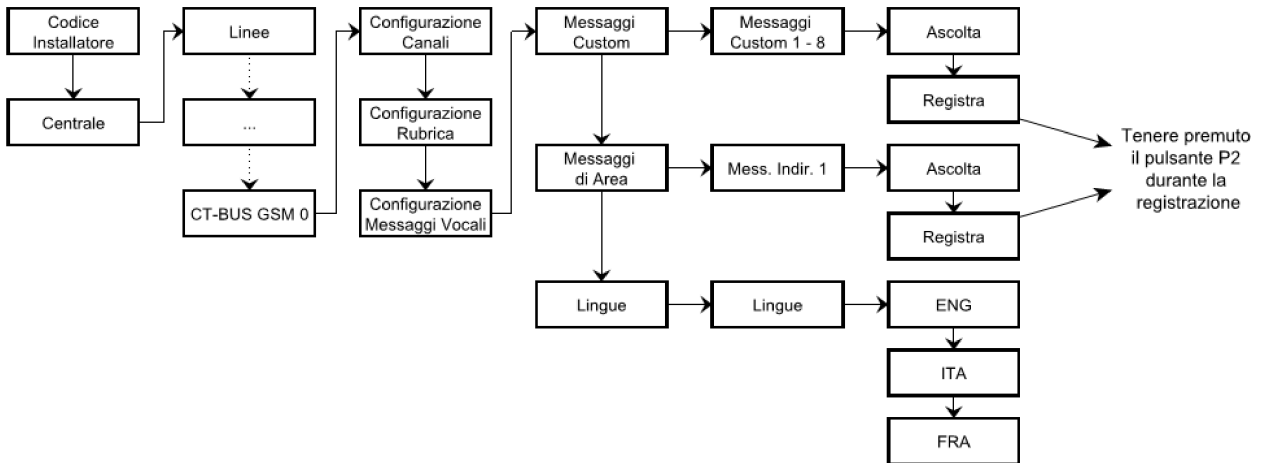 Codice
Installatore
Centrale
Linee
...
CT-BUS GSM 0
Configurazione
Canali
Configurazione
Rubrica
Configurazione
Messaggi Vocali
Messaggi
Custom
Messaggi
Custom 1 - 8
Ascolta
Registra
Messaggi
di Area
Mess. Indir. 1
Ascolta
Registra
Tenere premuto
il pulsante P2
durante la
registrazione
Lingue
Lingue
ENG
ITA
FRA